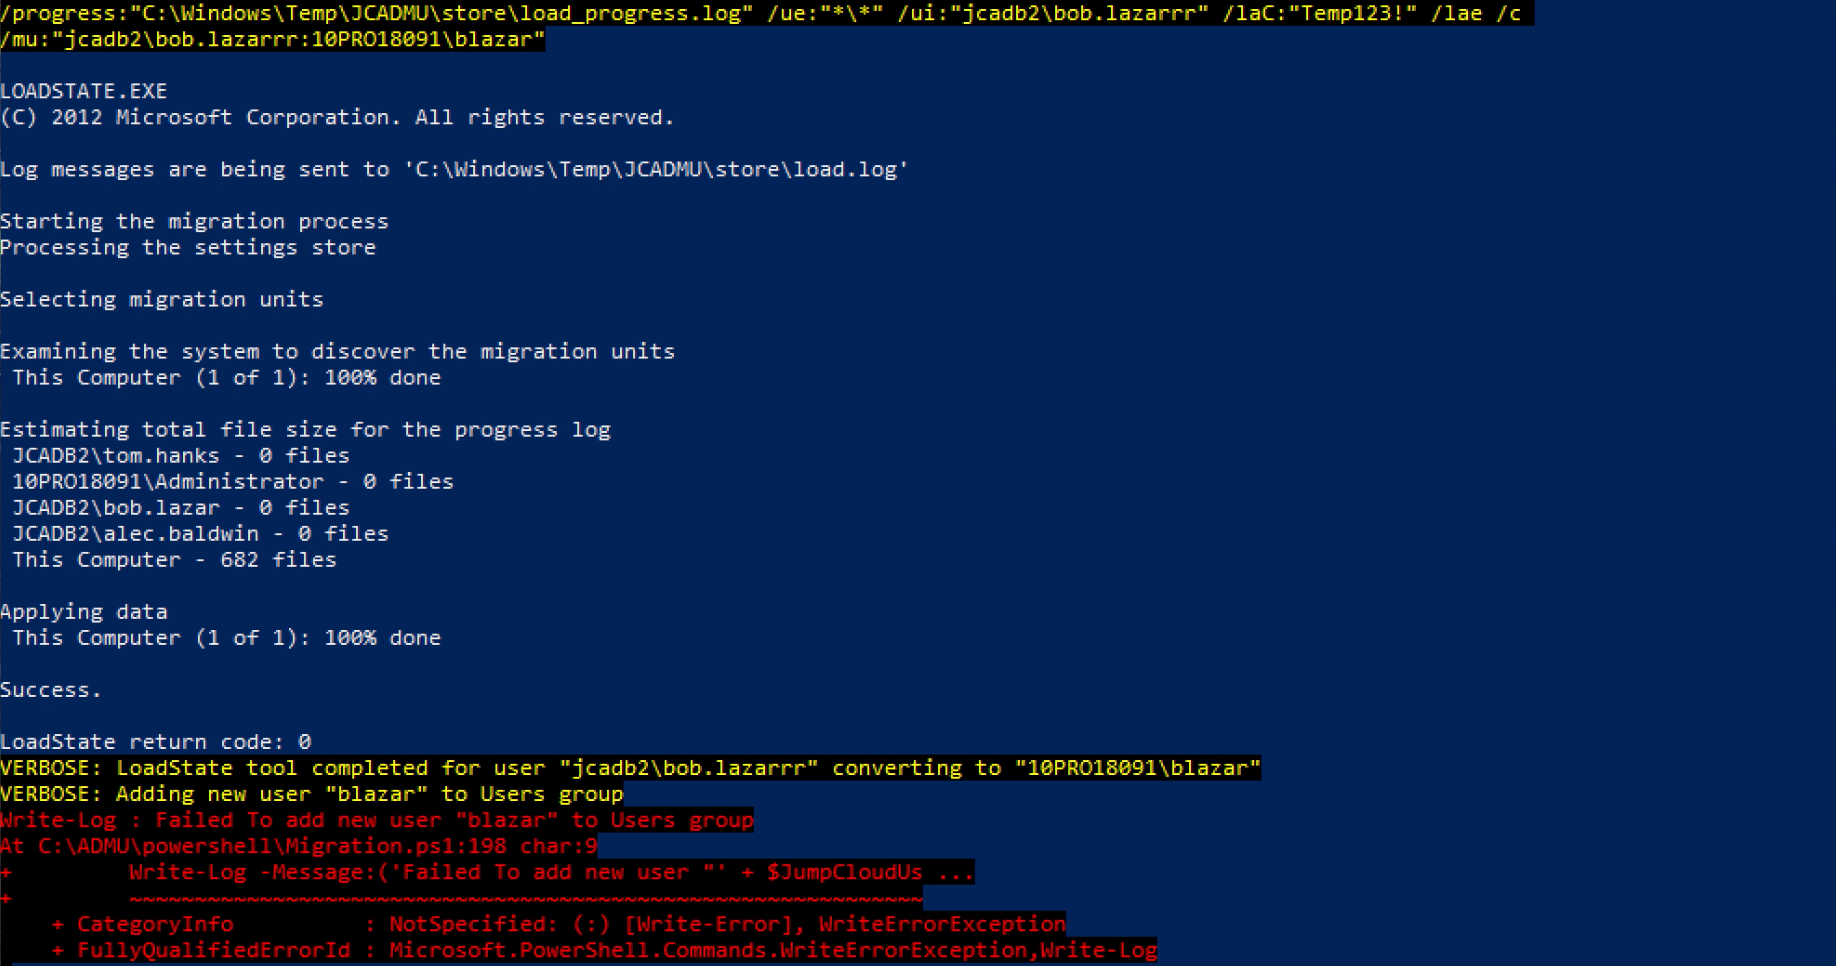 /progress:"C:\Windows\Temp\JCADMU\store\load_progress.log" /ue:"*\*" /ui:"jcadb2\bob.lazarrr" /laC:"Temp123!" /lae /c
/mu:"jcadb2\bob.lazarrr:10PRO18091\blazar"
LOADSTATE.EXE
(C) 2012 Microsoft Corporation. All rights reserved.
Log messages are being sent to 'C:\Windows\Temp\JCADMU\store\load.log'
Starting the migration process
Processing the settings store
Selecting migration units
Examining the system to discover the migration units
This Computer (1 of 1): 100% done
Estimating total file size for the progress log
JCADB2\tom.hanks - 0 files
10PRO18091\Administrator - 0 files
JCADB2\bob.lazar - 0 files
JCADB2\alec.baldwin - 0 files
This Computer - 682 files
Applying data
This Computer (1 of 1): 100% done
Success.
LoadState return code: 0
VERBOSE: LoadState tool completed for user "jcadb2\bob.lazarrr" converting to "10PRO18091\blazar"
VERBOSE: Adding new user "blazar" to Users group
Write-Log : Failed To add new user "blazar" to Users group
At C:\ADMU\powershell\Migration.ps1:198 char:9
+         Write-Log -Message:('Failed To add new user "' + $JumpCloudUs ...
+         ~~~~~~~~~~~~~~~~~~~~~~~~~~~~~~~~~~~~~~~~~~~~~~~~~~~~~~~~~~~~~
+ CategoryInfo          : NotSpecified: (:) [Write-Error], WriteErrorException
+ FullyQualifiedErrorId : Microsoft.PowerShell.Commands.WriteErrorException,Write-Log